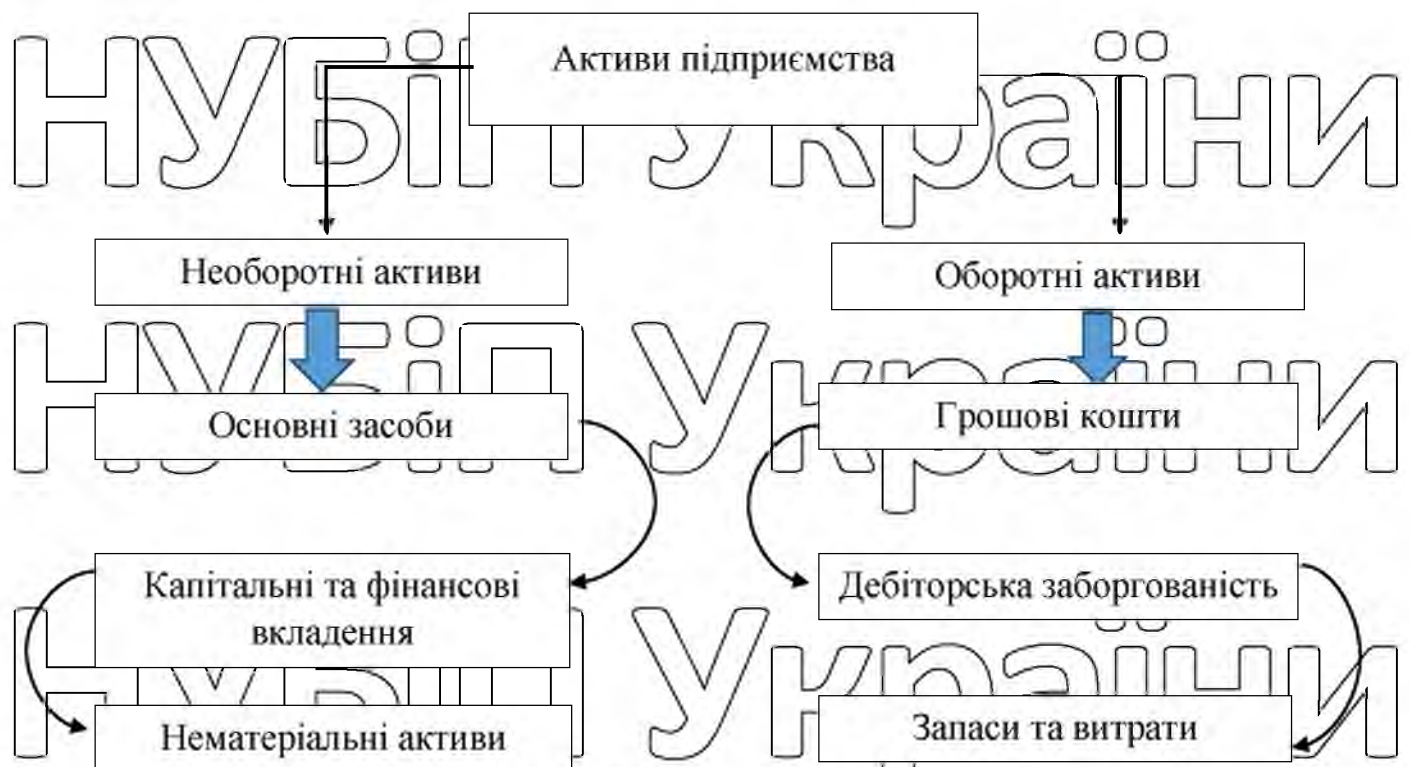 Активи підприємства
НУБіП України
Необоротні активи
Оборотні активи
НУБіП України
Основні засоби
Грошові кошти
Капітальні та фінансові
вкладення
Дебіторська заборгованість
НУБіП України
Нематеріальні активи
Запаси та витрати